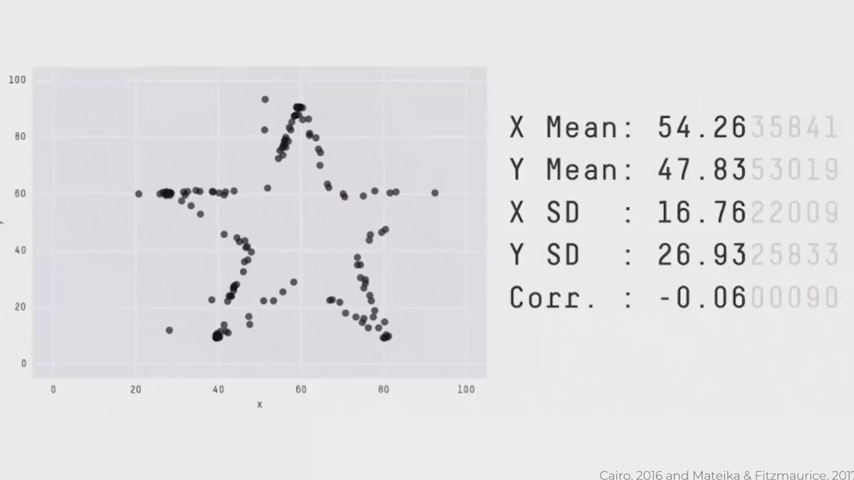 100
80
60
40
20
0
0 20 40 60 80 100
x
X Mean: 54.2635841
Y Mean: 47.8353019
X SD : 16.7622009
Y SD : 26.9325833
Corr. : -0.0600090
Cairo, 2016 and Mateika & Fitzmaurice, 2017